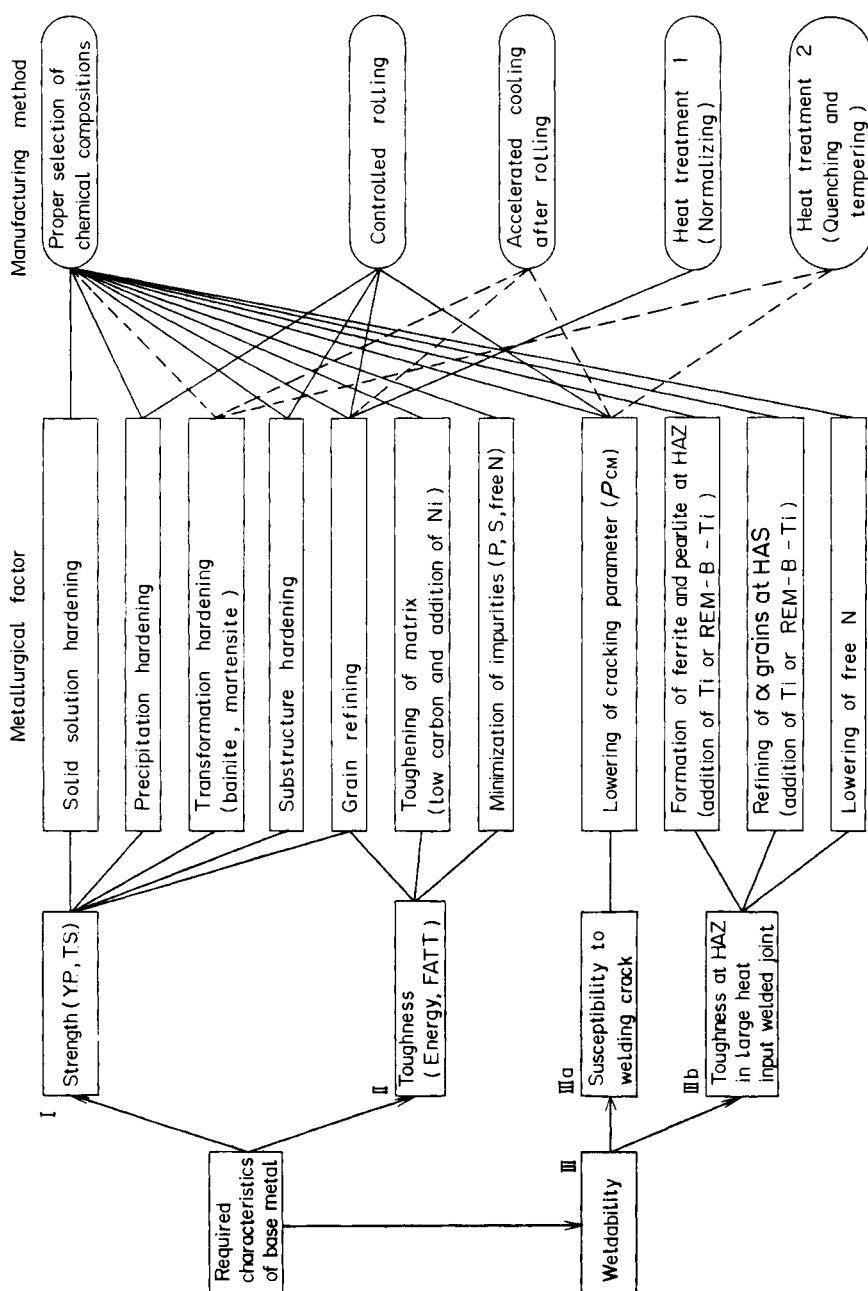 Manufacturing method
Proper selection of
chemical compositions
Controlled rolling
Accelerated cooling
after rolling
Heat treatment 1
(Normalizing)
Heat treatment 2
(Quenching and
tempering)
Metallurgical factor
Solid solution hardening
Precipitation hardening
Transformation hardening
(bainite, martensite)
Substructure hardening
Grain refining
Toughening of matrix
(low carbon and addition of Ni)
Minimization of impurities (P, S, free N)
Lowering of cracking parameter (PCM)
Formation of ferrite and pearlite at HAZ
(addition of Ti or REM-B-Ti)
Refining of α grains at HAS
(addition of Ti or REM-B-Ti)
Lowering of free N
I
Strength (Y.P., T.S.)
II
Toughness
(Energy, FATT)
IIIa
Susceptibility to
welding crack
IIIb
Toughness at HAZ
in large heat
input welded joint
Required
characteristics
of base metal
III
Weldability